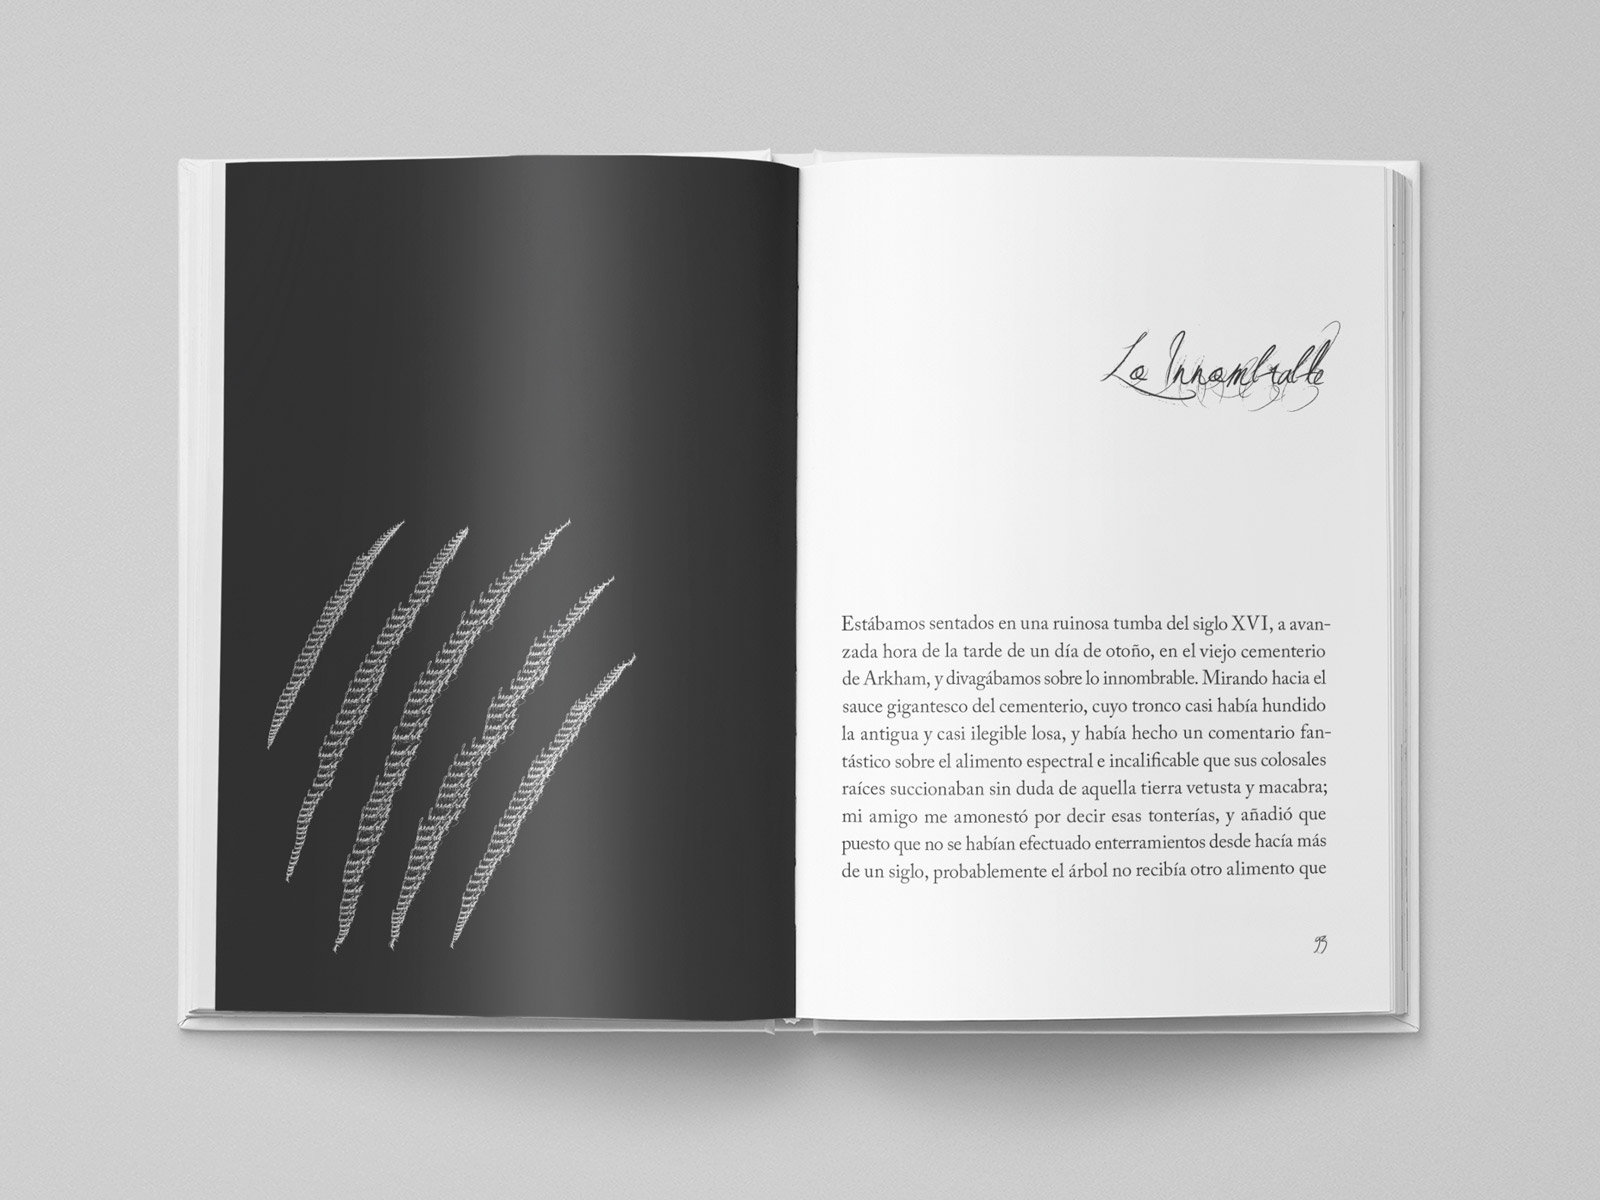 Lo Innombrable
Estábamos sentados en una ruinosa tumba del siglo XVI, a avan-
zada hora de la tarde de un día de otoño, en el viejo cementerio
de Arkham, y divagábamos sobre lo innombrable. Mirando hacia el
sauce gigantesco del cementerio, cuyo tronco casi había hundido
la antigua y casi ilegible losa, y había hecho un comentario fan-
tástico sobre el alimento espectral e incalificable que sus colosales
raíces succionaban sin duda de aquella tierra vetusta y macabra;
mi amigo me amonestó por decir esas tonterías, y añadió que
puesto que no se habían efectuado enterramientos desde hacía más
de un siglo, probablemente el árbol no recibía otro alimento que
93